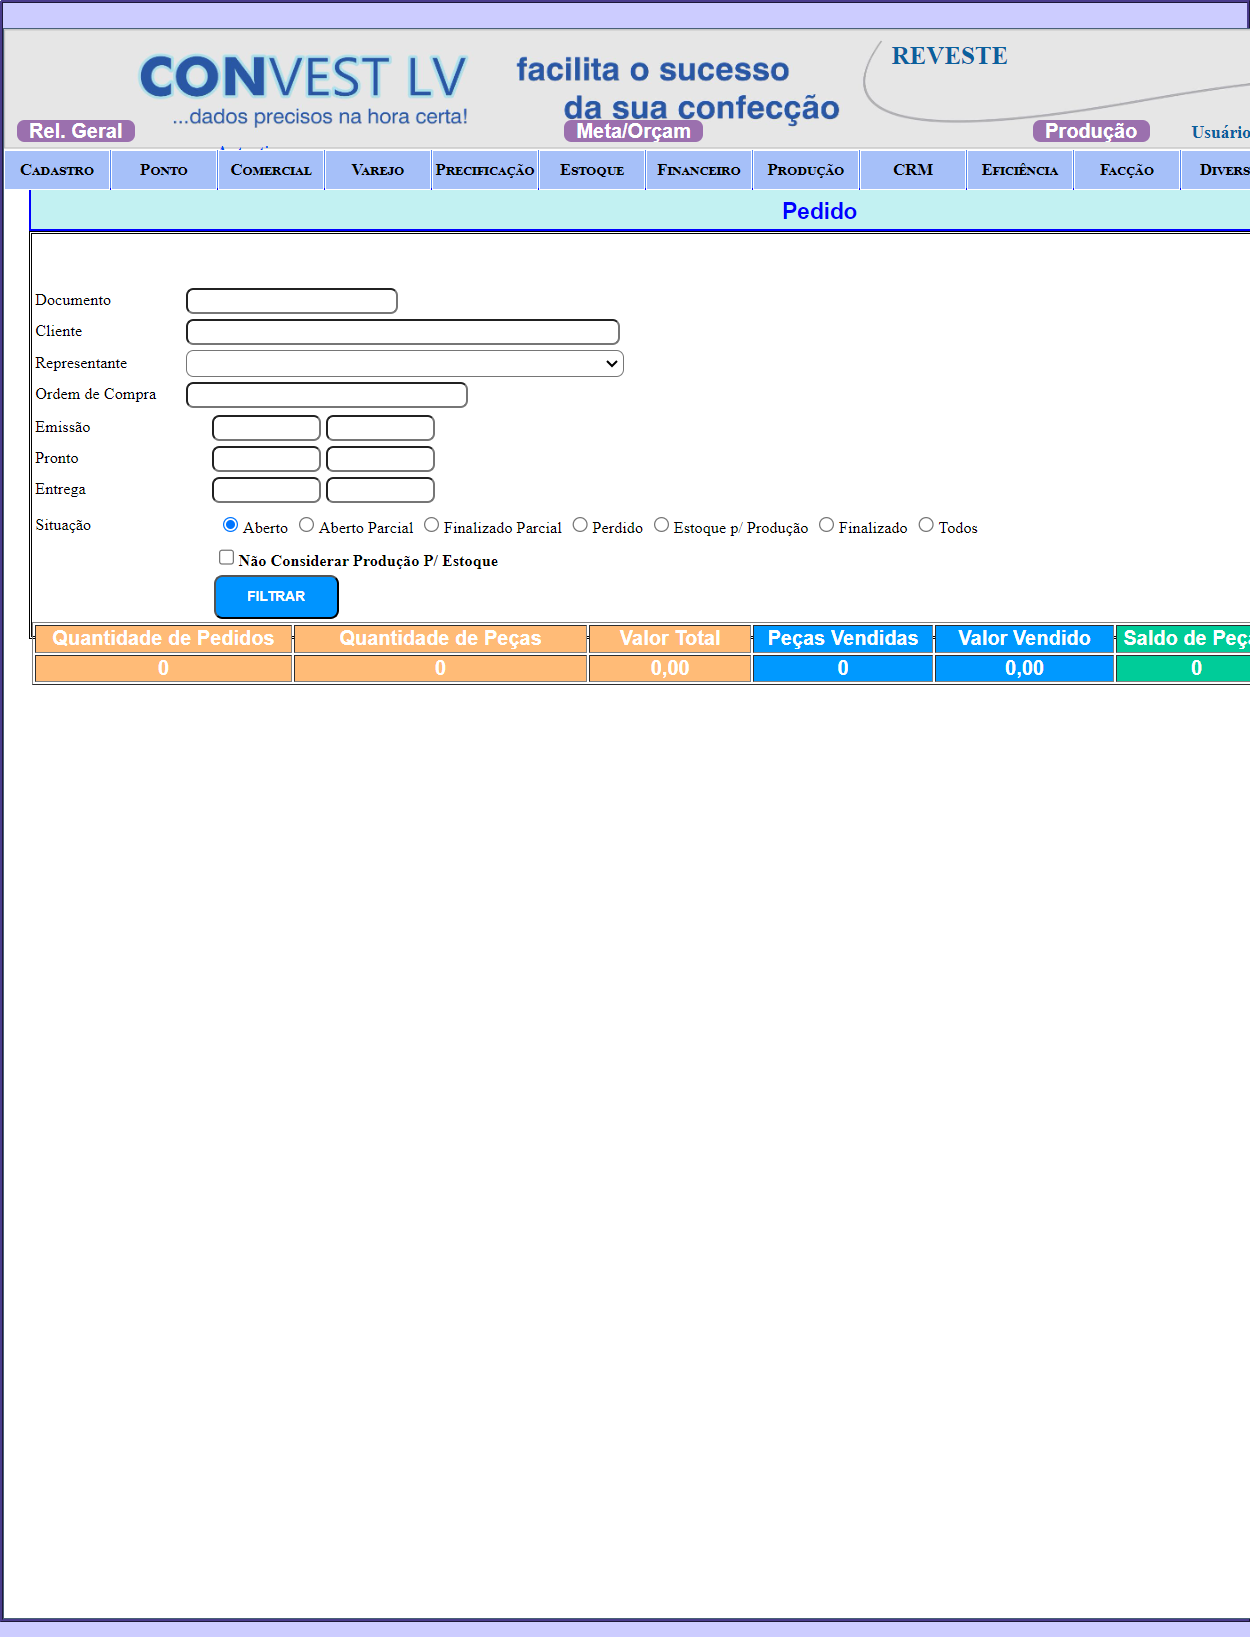 REVESTE
CONVEST LV
...dados precisos na hora certa!
facilita o sucesso
da sua confecção
Rel. Geral
Meta/Orçam
Produção
Usuário
Cadastro
Ponto
Comercial
Varejo
Precificação
Estoque
Financeiro
Produção
CRM
Eficiência
Facção
Divers
Pedido
Documento
Cliente
Representante
Ordem de Compra
Emissão
Pronto
Entrega
Situação Aberto Aberto Parcial Finalizado Parcial Perdido Estoque p/ Produção Finalizado Todos
Não Considerar Produção P/ Estoque
FILTRAR
Quantidade de Pedidos Quantidade de Peças Valor Total Peças Vendidas Valor Vendido Saldo de Peça
0 0 0,00 0 0,00 0